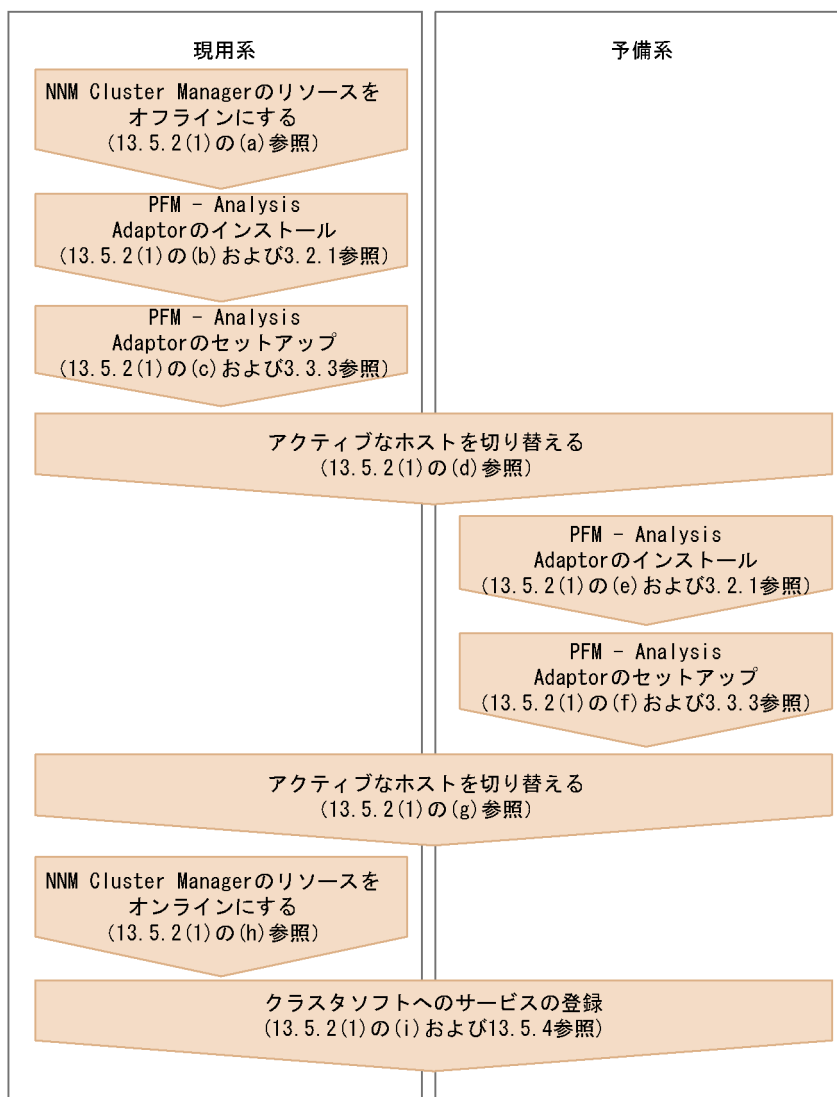 現用系
予備系
NNM Cluster Managerのリソースを
オフラインにする
(13.5.2(1)の(a)参照)
PFM - Analysis
Adaptorのインストール
(13.5.2(1)の(b)および3.2.1参照)
PFM - Analysis
Adaptorのセットアップ
(13.5.2(1)の(c)および3.3.3参照)
アクティブなホストを切り替える
(13.5.2(1)の(d)参照)
PFM - Analysis
Adaptorのインストール
(13.5.2(1)の(e)および3.2.1参照)
PFM - Analysis
Adaptorのセットアップ
(13.5.2(1)の(f)および3.3.3参照)
アクティブなホストを切り替える
(13.5.2(1)の(g)参照)
NNM Cluster Managerのリソースを
オンラインにする
(13.5.2(1)の(h)参照)
クラスタソフトへのサービスの登録
(13.5.2(1)の(i)および13.5.4参照)